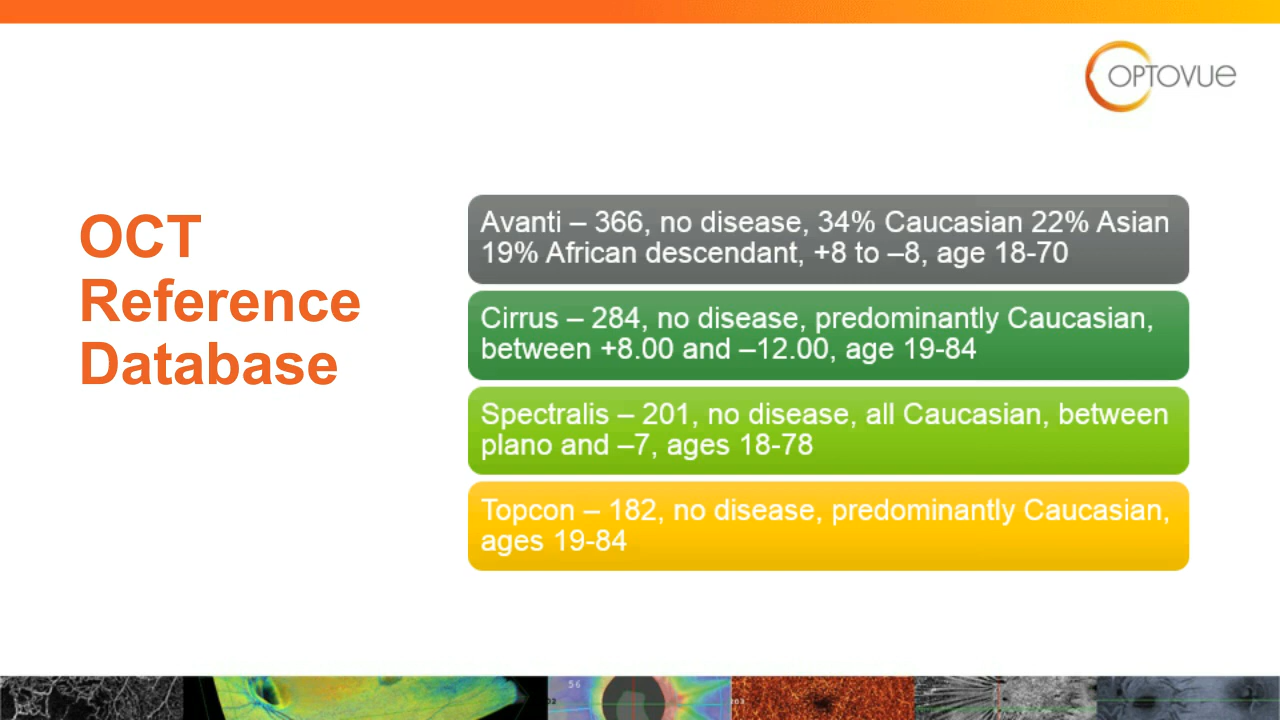 OPTOVUE
OCT
Reference
Database
Avanti – 366, no disease, 34% Caucasian 22% Asian
19% African descendant, +8 to –8, age 18-70
Cirrus – 284, no disease, predominantly Caucasian,
between +8.00 and –12.00, age 19-84
Spectralis – 201, no disease, all Caucasian, between
plano and –7, ages 18-78
Topcon – 182, no disease, predominantly Caucasian,
ages 19-84
56